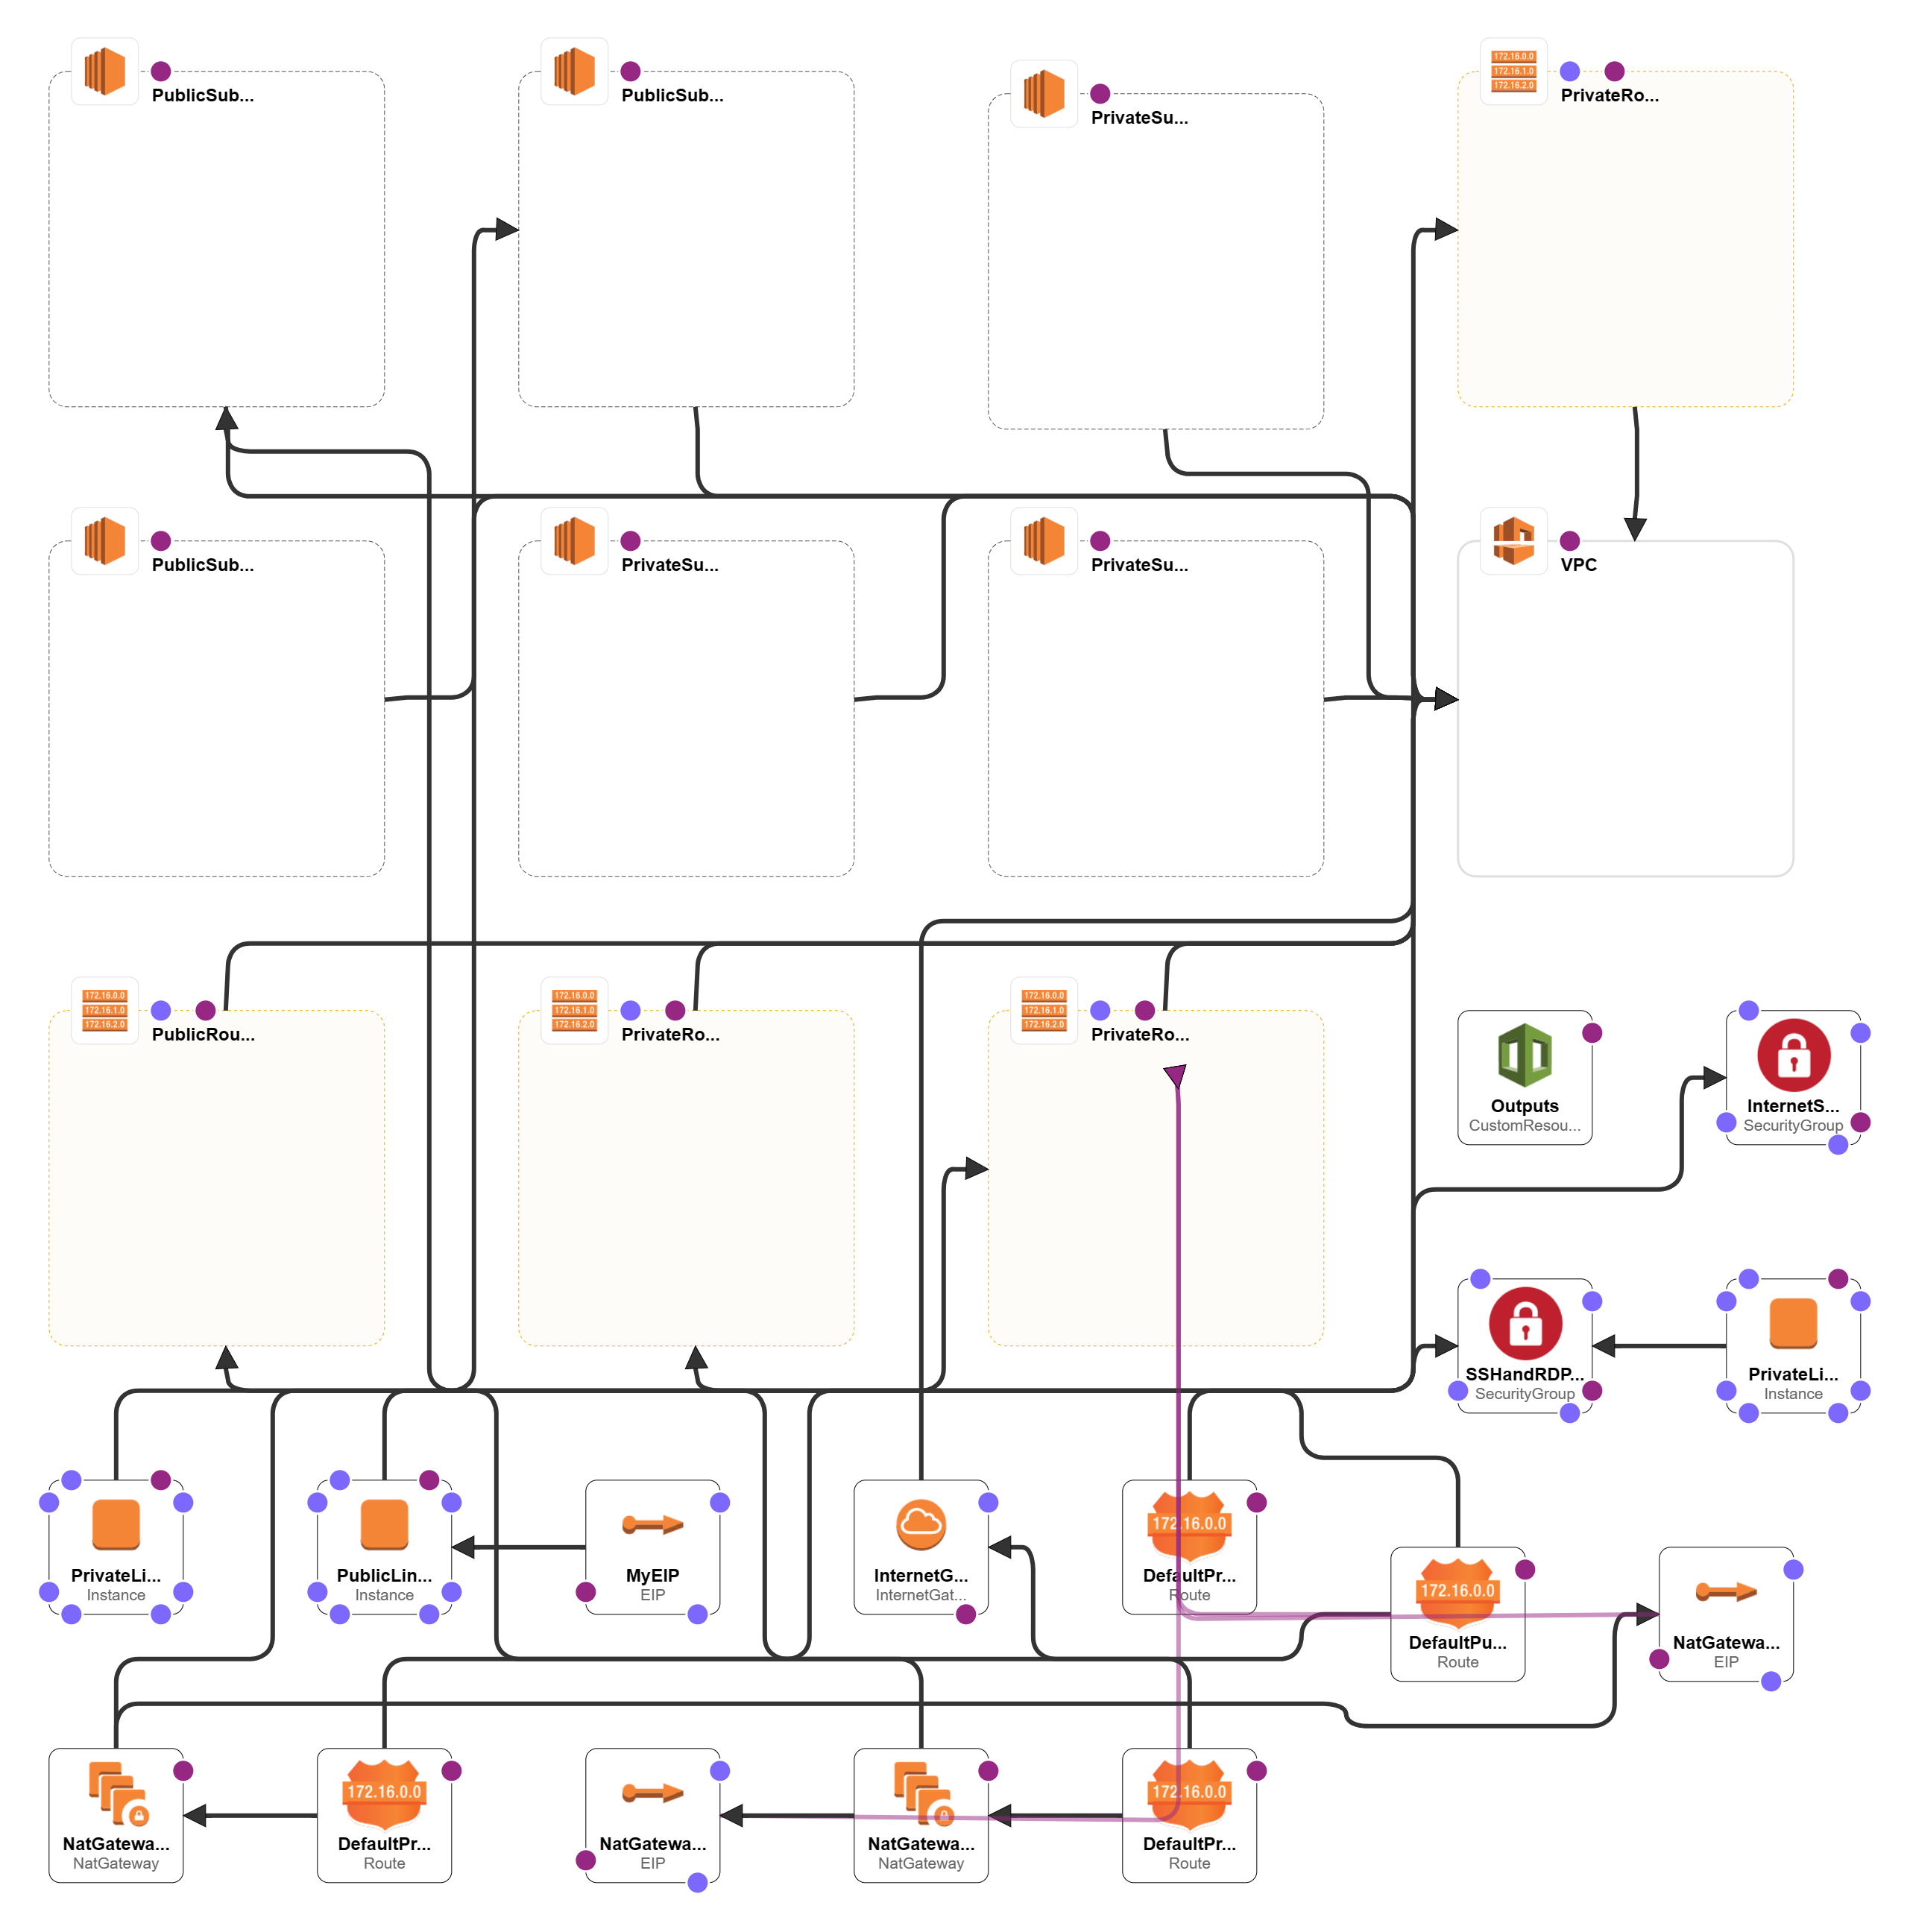 PublicSub...
PublicSub...
PrivateSu...
172.16.0.0
172.16.1.0
172.16.2.0
PrivateRo...
PublicSub...
PrivateSu...
PrivateSu...
VPC
172.16.0.0
172.16.1.0
172.16.2.0
PublicRou...
172.16.0.0
172.16.1.0
172.16.2.0
PrivateRo...
172.16.0.0
172.16.1.0
172.16.2.0
PrivateRo...
Outputs
CustomResou...
InternetS...
SecurityGroup
SSHandRDP...
SecurityGroup
PrivateLi...
Instance
PrivateLi...
Instance
PublicLin...
Instance
MyEIP
EIP
InternetG...
InternetGat...
172.16.0.0
DefaultPr...
Route
172.16.0.0
DefaultPu...
Route
NatGatewa...
EIP
NatGatewa...
NatGateway
172.16.0.0
DefaultPr...
Route
NatGatewa...
EIP
NatGatewa...
NatGateway
172.16.0.0
DefaultPr...
Route